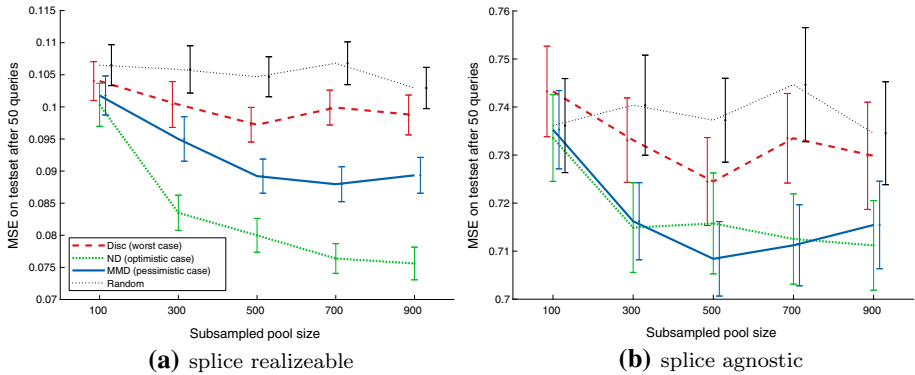 MSE on testset after 50 queries
0.115
0.11
0.105
0.1
0.095
0.09
0.085
0.08
0.075
0.07
Disc (worst case)
ND (optimistic case)
MMD (pessimistic case)
Random
100 300 500 700 900
Subsampled pool size
(a) splice realizeable
MSE on testset after 50 queries
0.76
0.75
0.74
0.73
0.72
0.71
0.7
100 300 500 700 900
Subsampled pool size
(b) splice agnostic